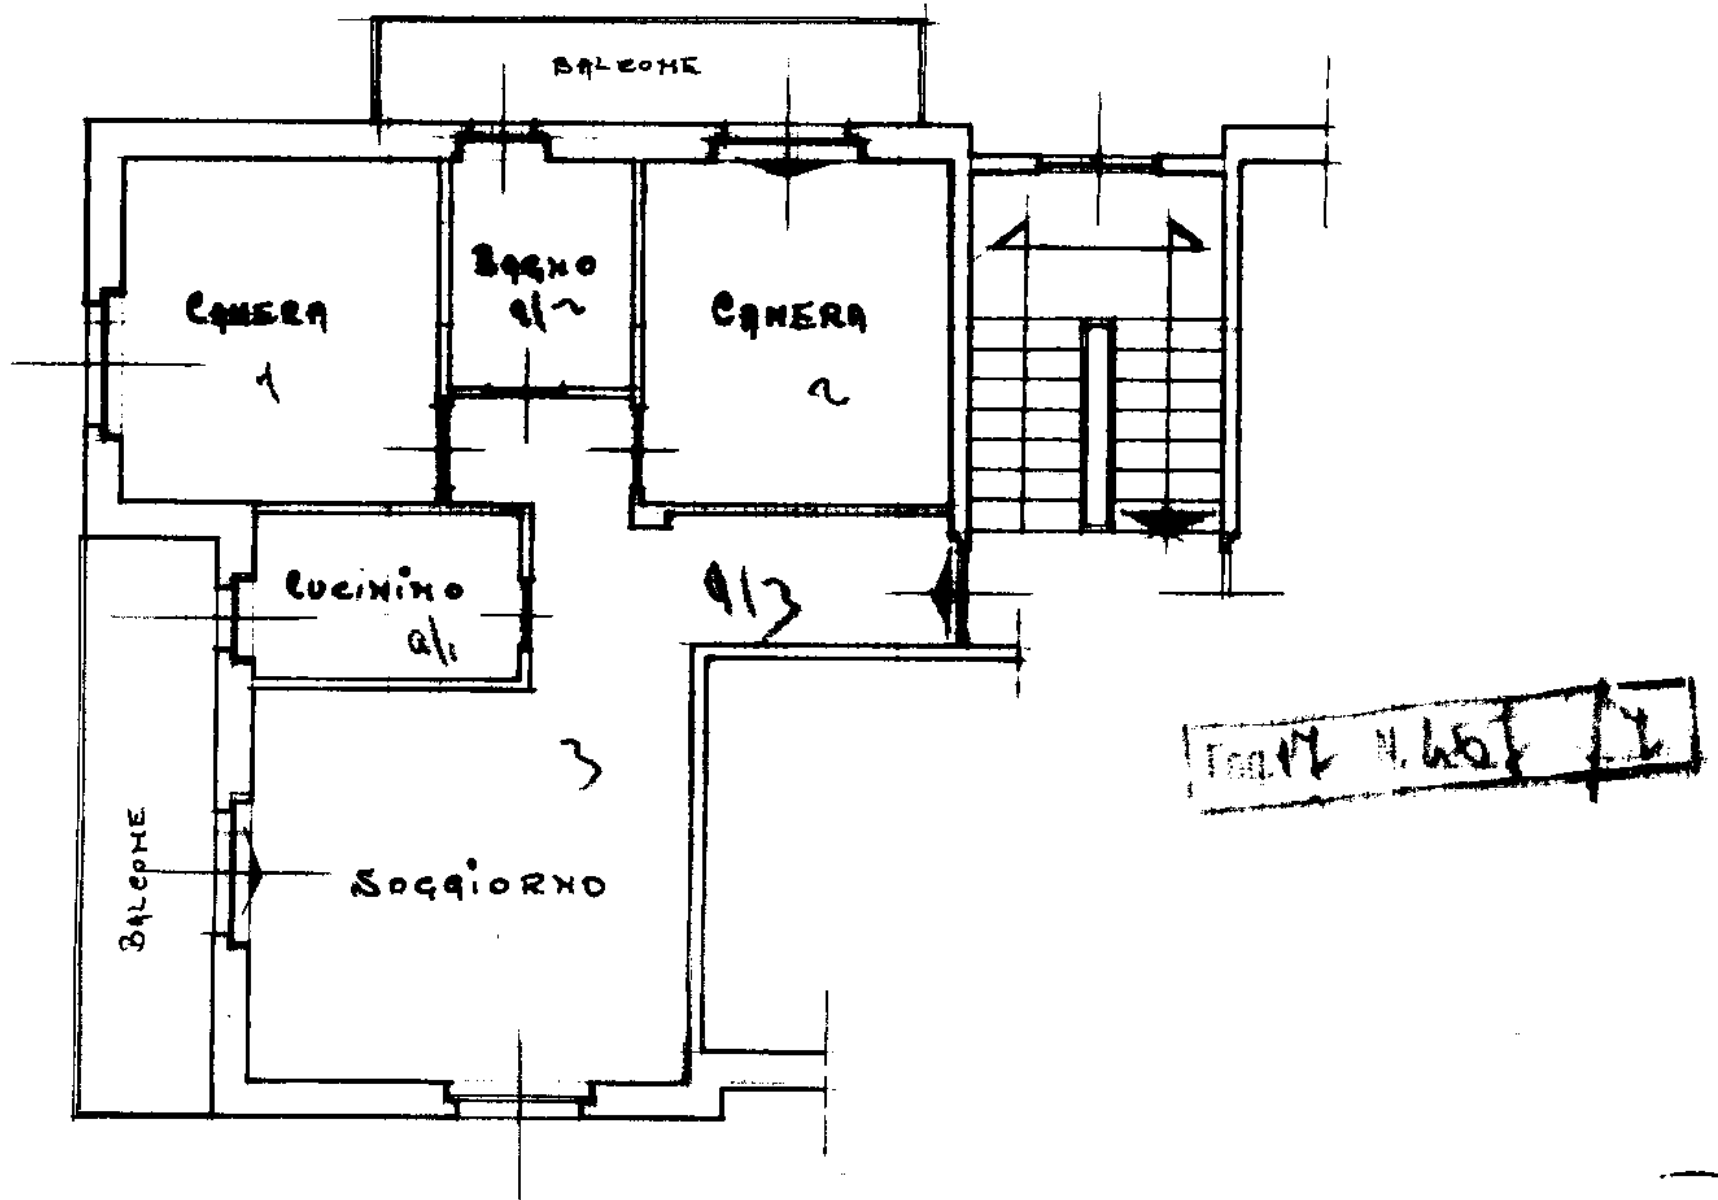 BALCONE
BAGNO
a/2
CAMERA
1
CAMERA
2
CUCININO
a/1
a/3
3
SOGGIORNO
BALCONE